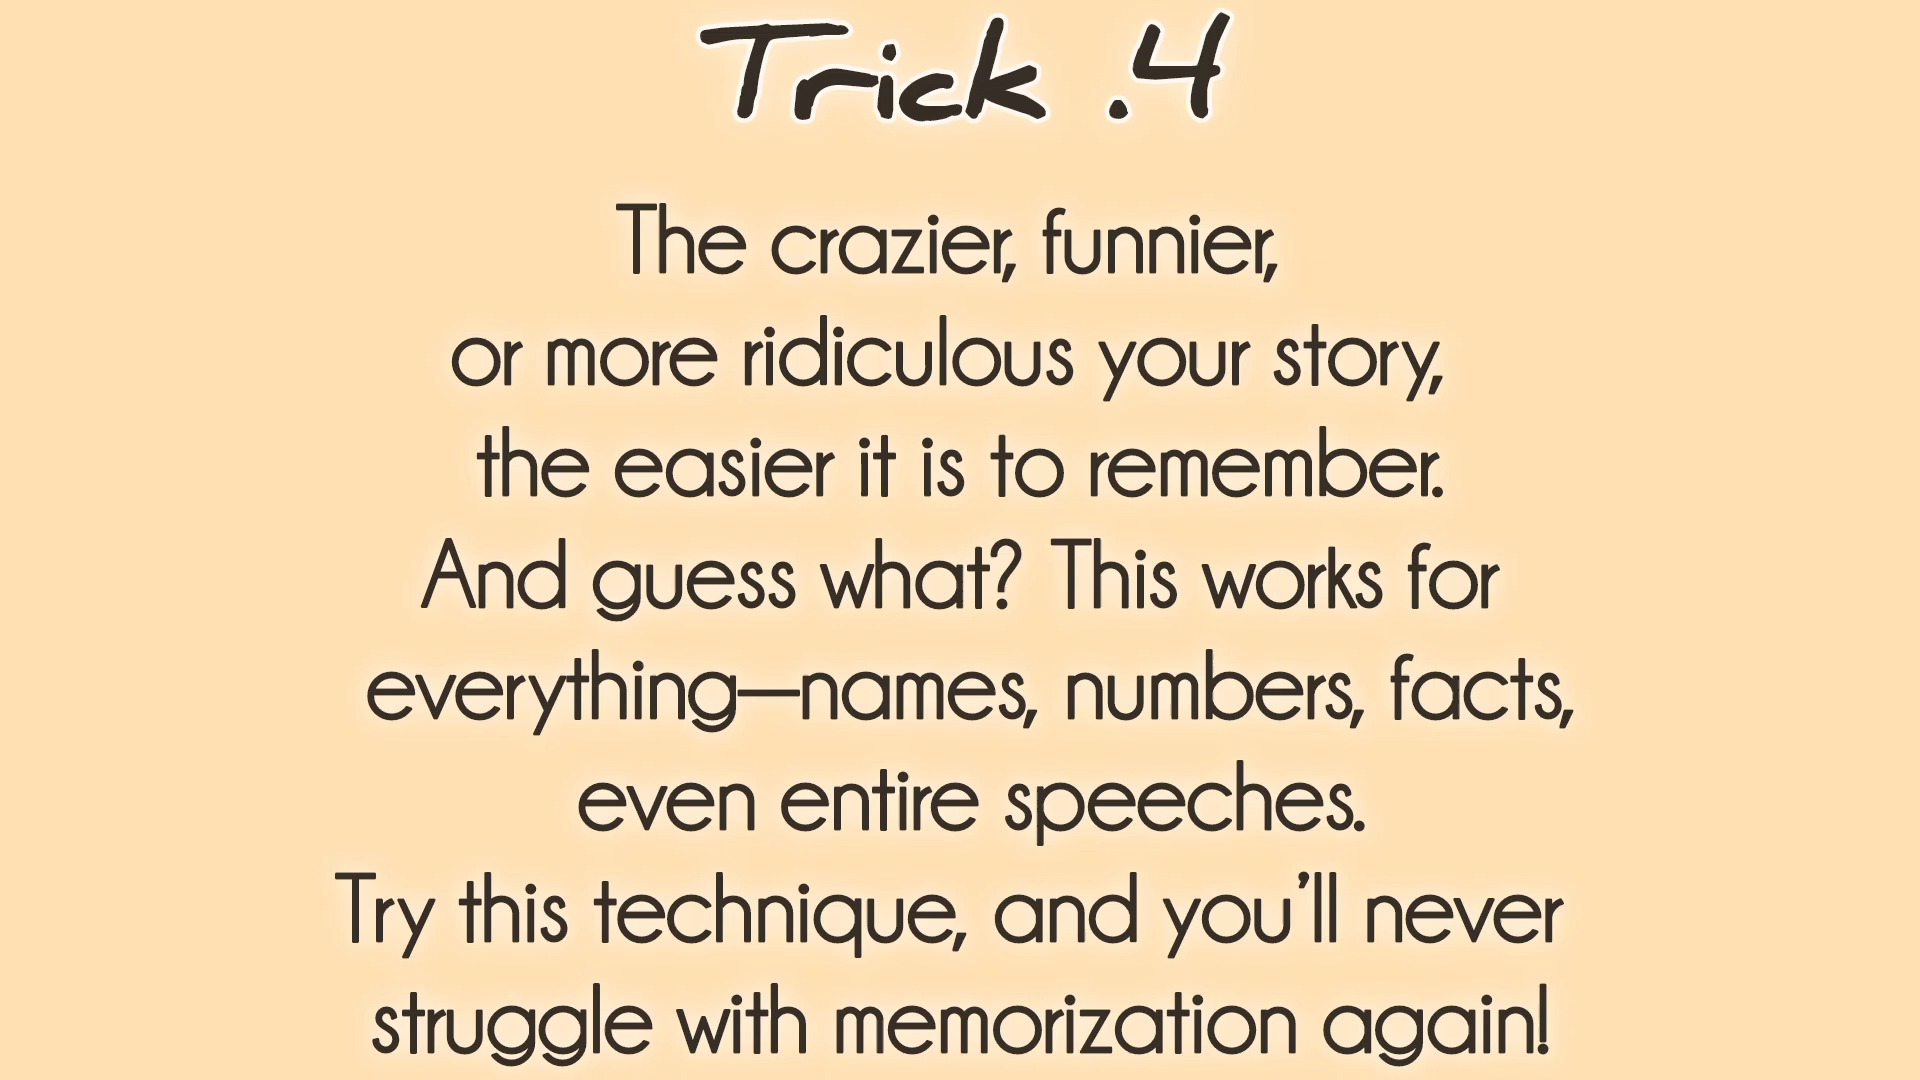 Trick .4
The crazier, funnier,
or more ridiculous your story,
the easier it is to remember.
And guess what? This works for
everything—names, numbers, facts,
even entire speeches.
Try this technique, and you'll never
struggle with memorization again!